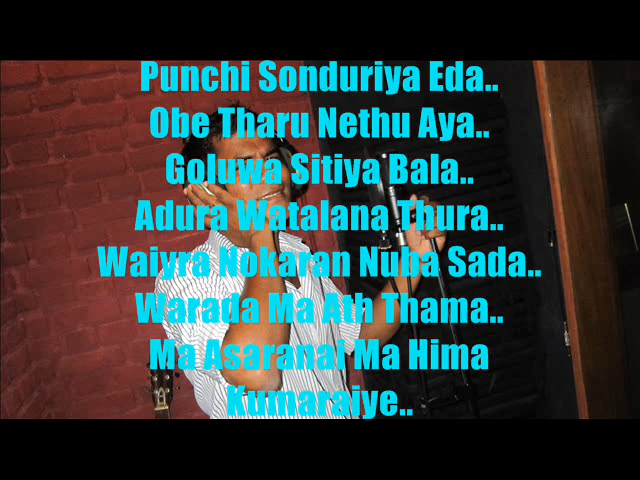 Punchi Sonduriya Eda..
Obe Tharu Nethu Aya..
Goluwa Sitiya Bala..
Adura Watalana Thura..
Waivra Nokaran Nuba Sada..
Warada Ma Ath Thama..
Ma Asaranai Ma Hima
Kumaraiye..